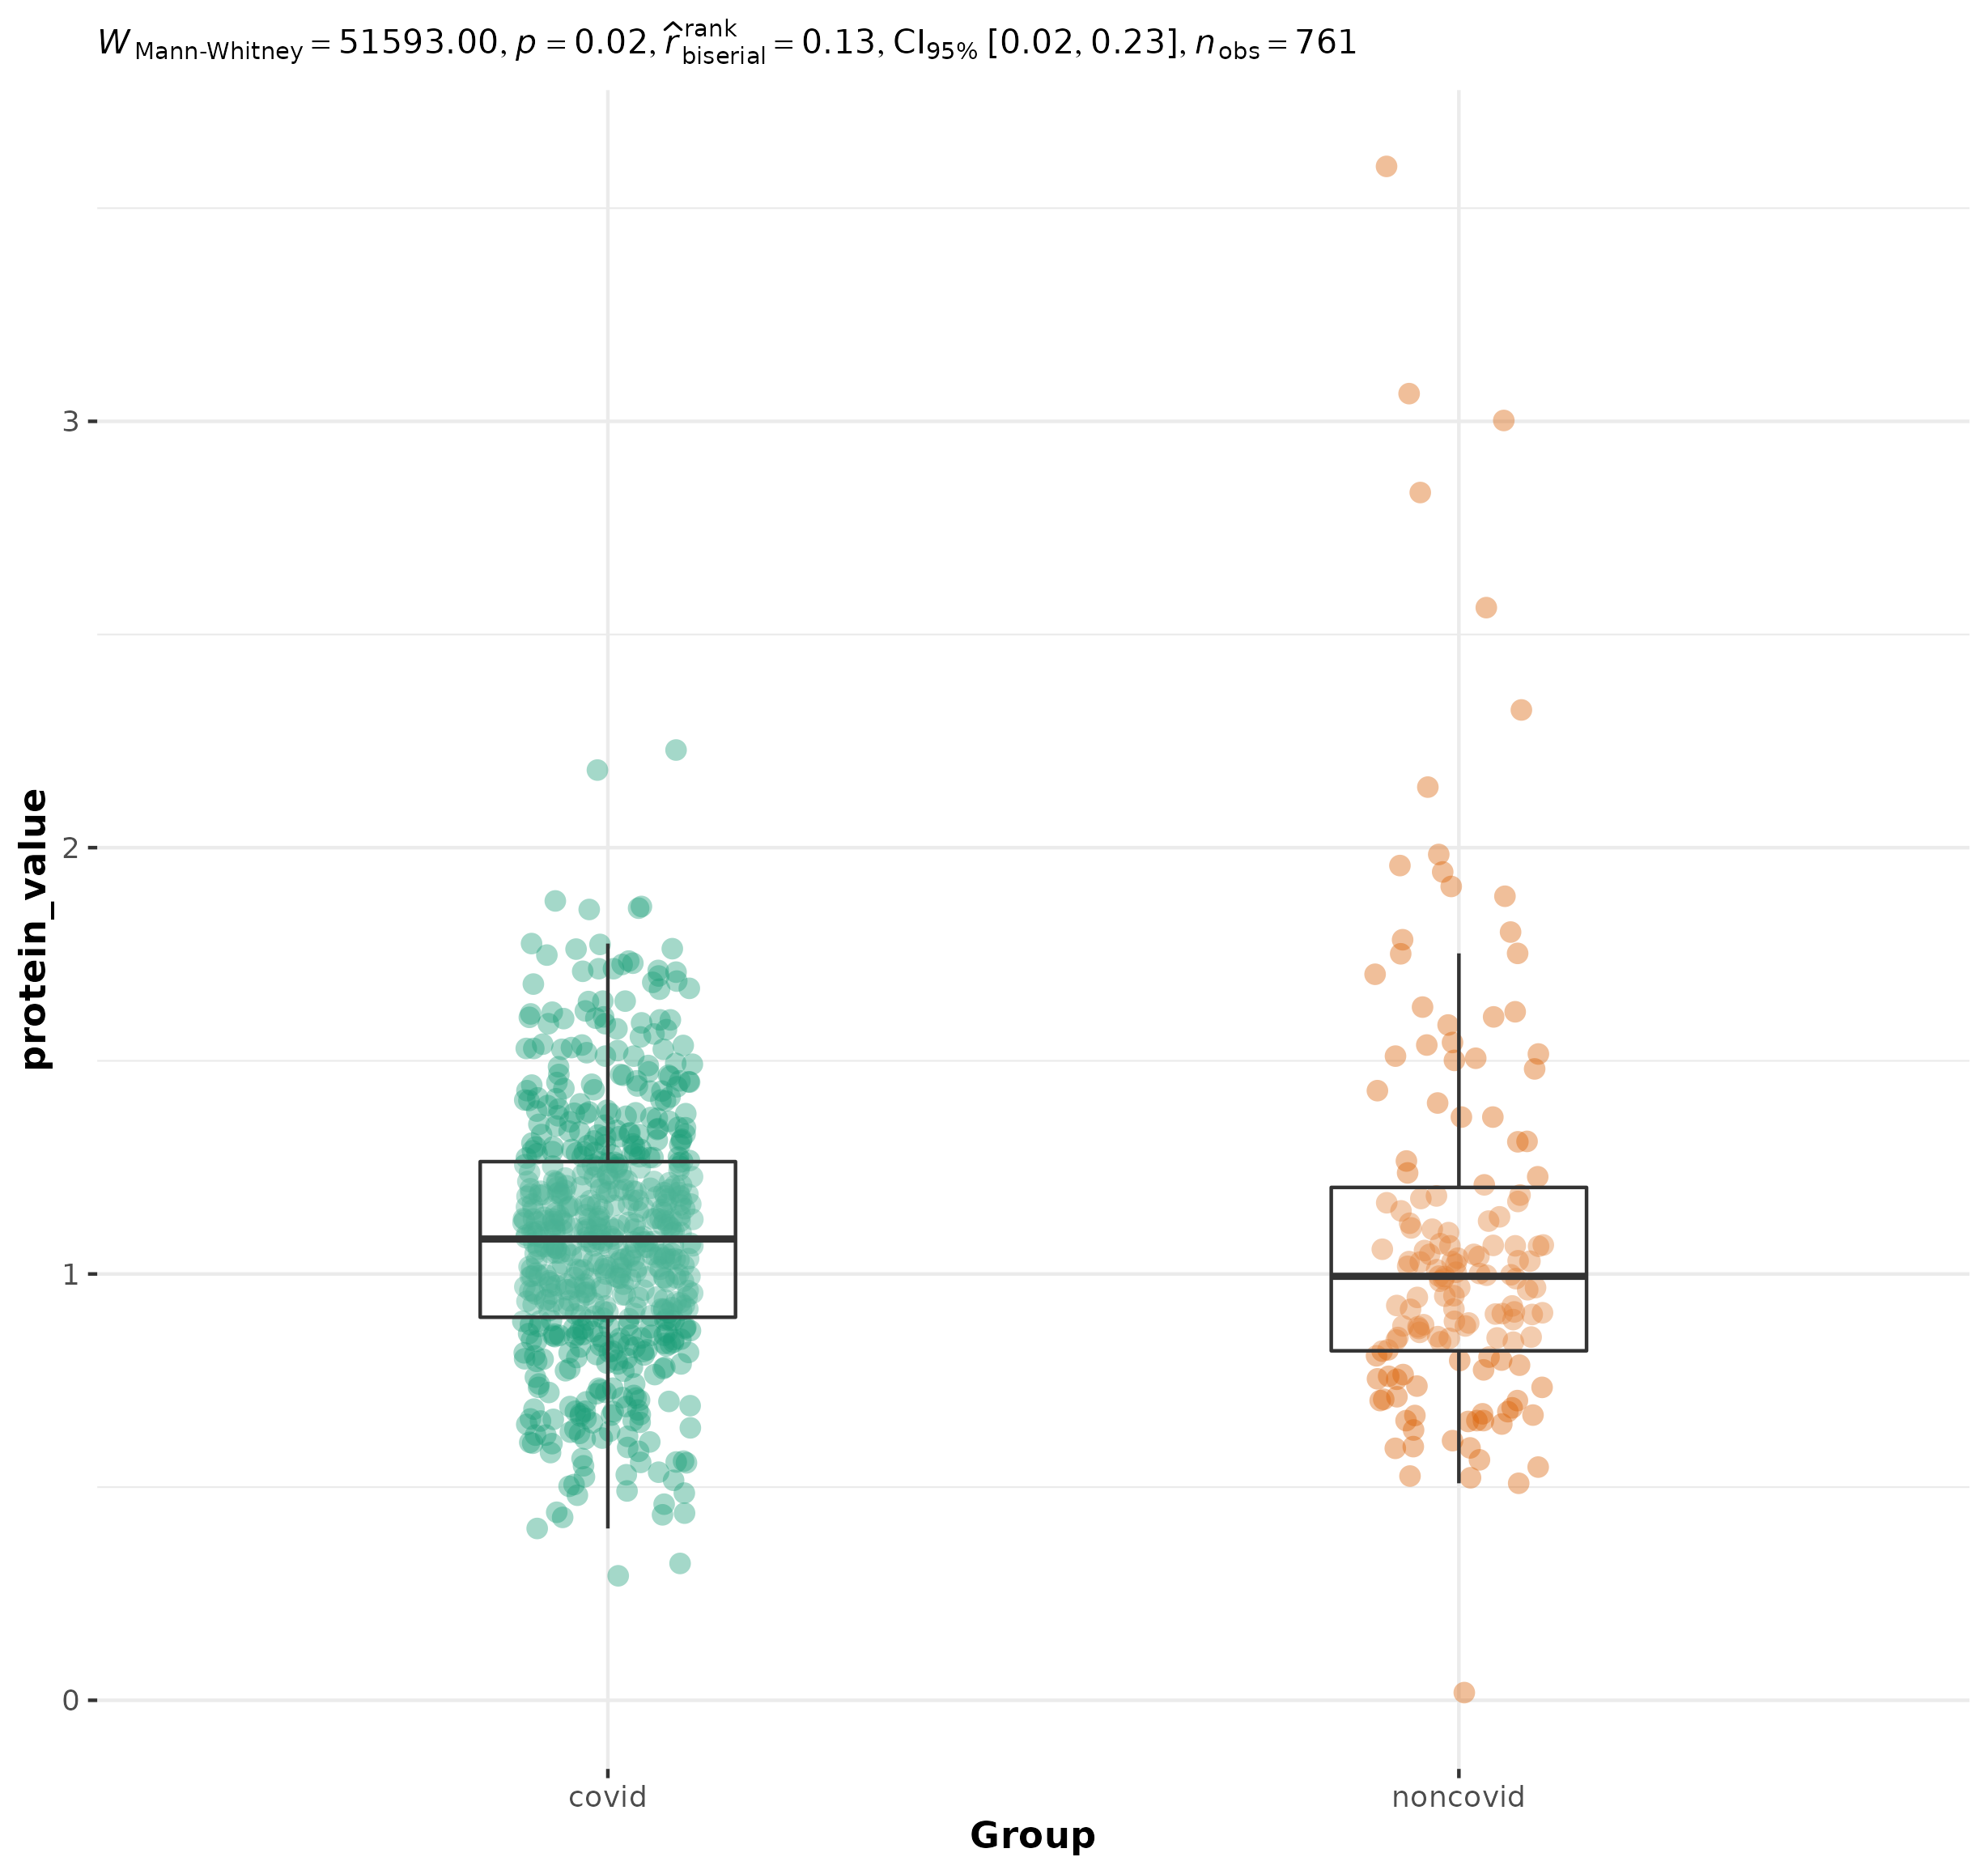 W Mann-Whitney = 51593.00, p = 0.02, r̂ rank biserial = 0.13, CI95% [0.02, 0.23], nobs = 761
3
2
1
0
protein_value
covid noncovid
Group